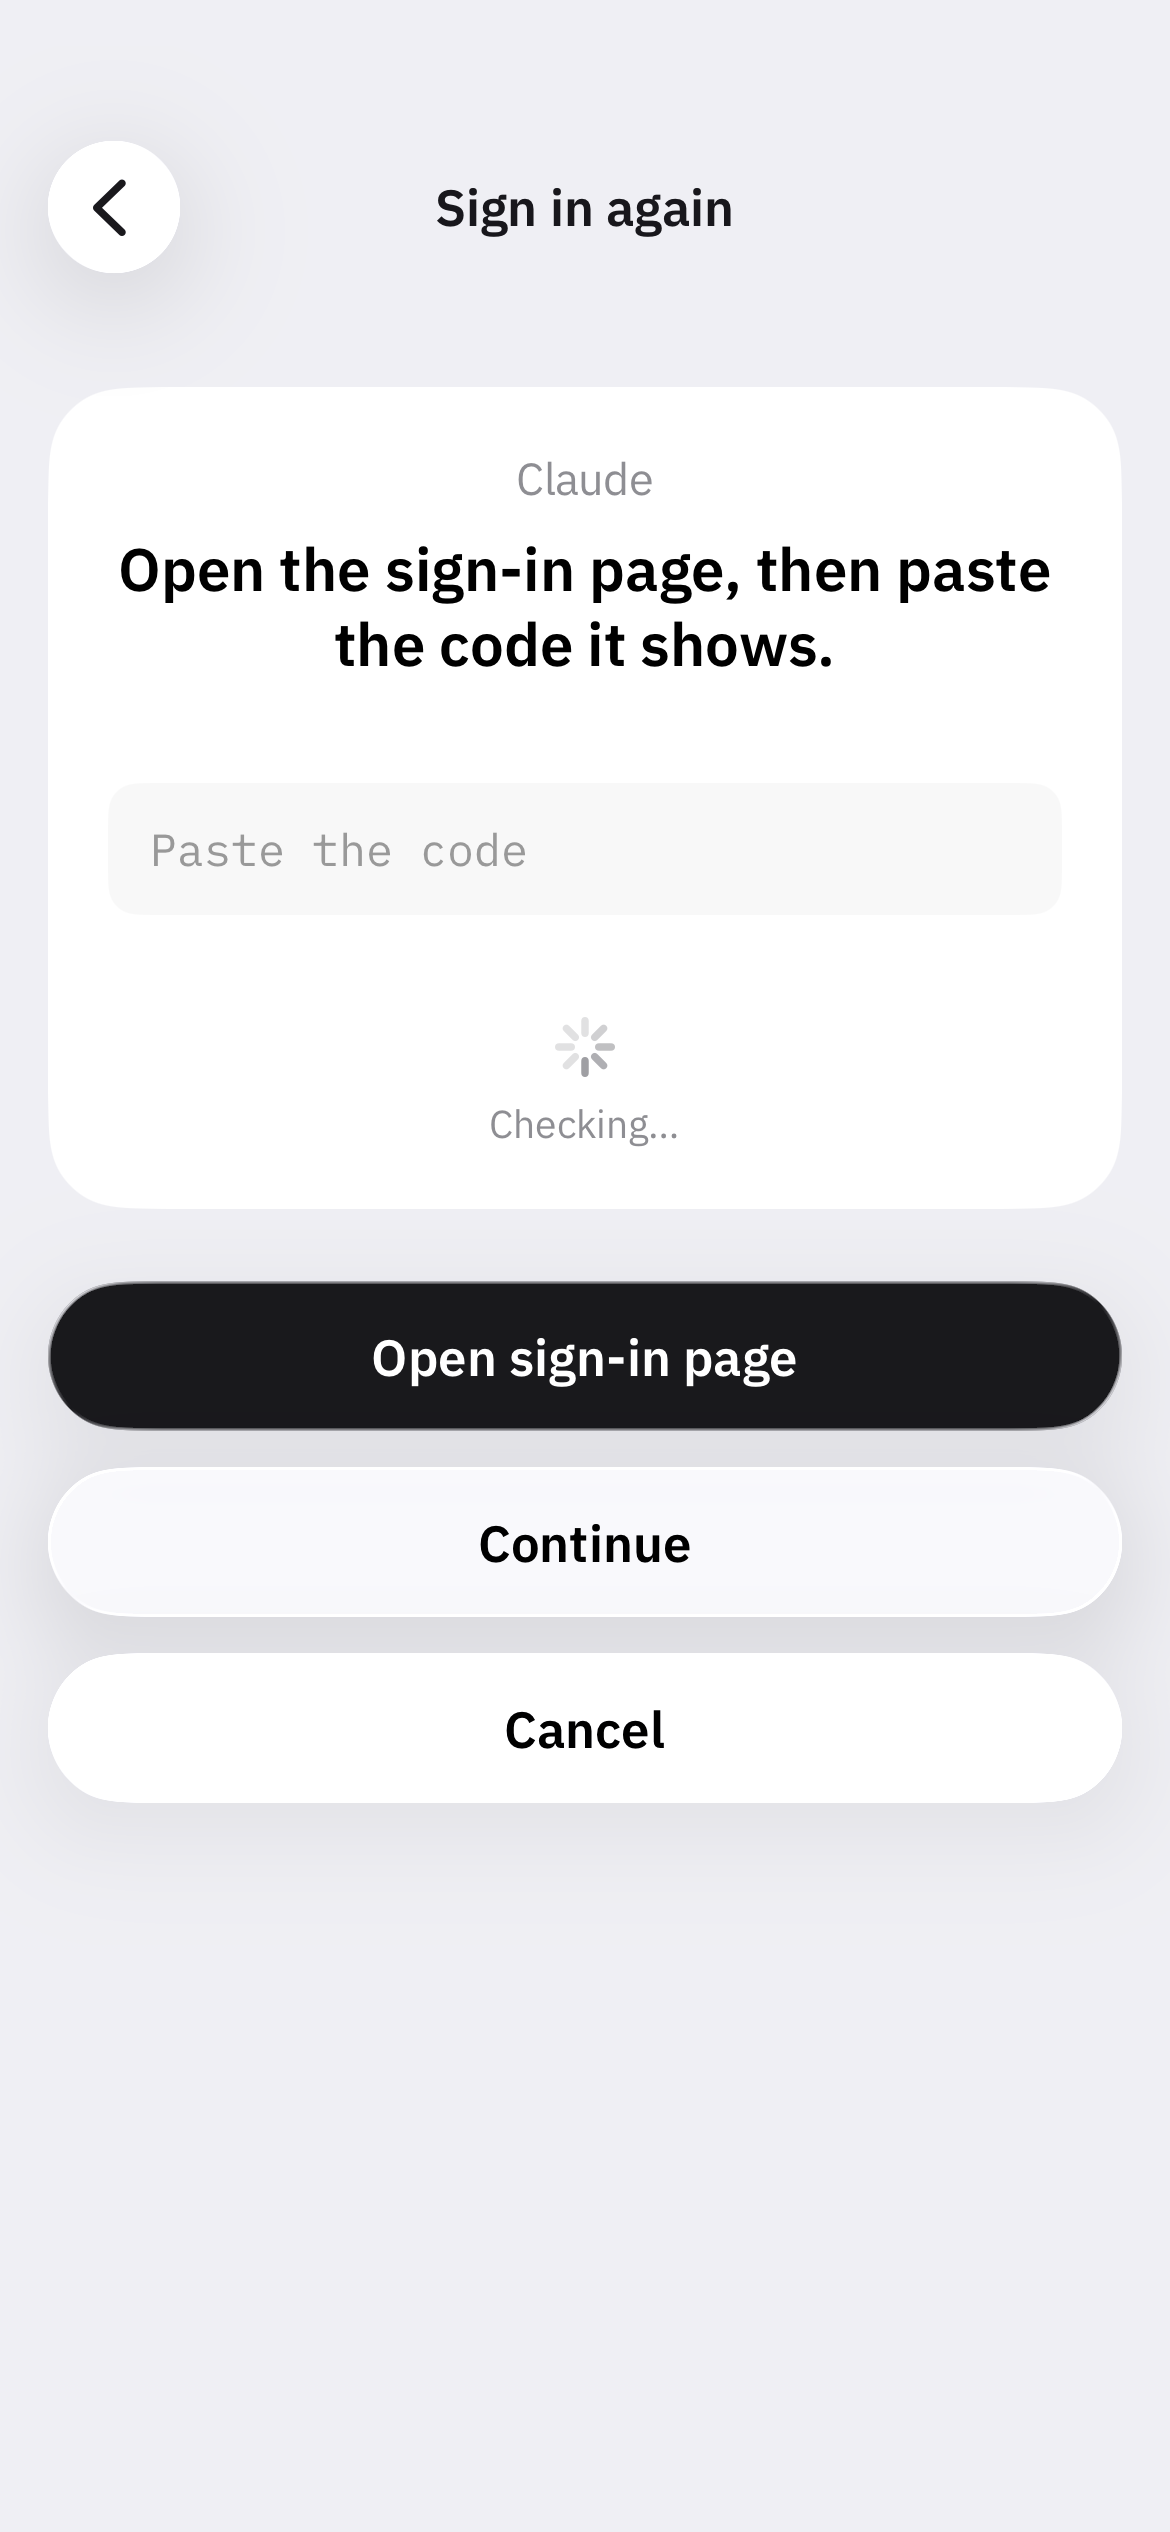 Sign in again
Claude
Open the sign-in page, then paste
the code it shows.
Paste the code
Checking...
Open sign-in page
Continue
Cancel